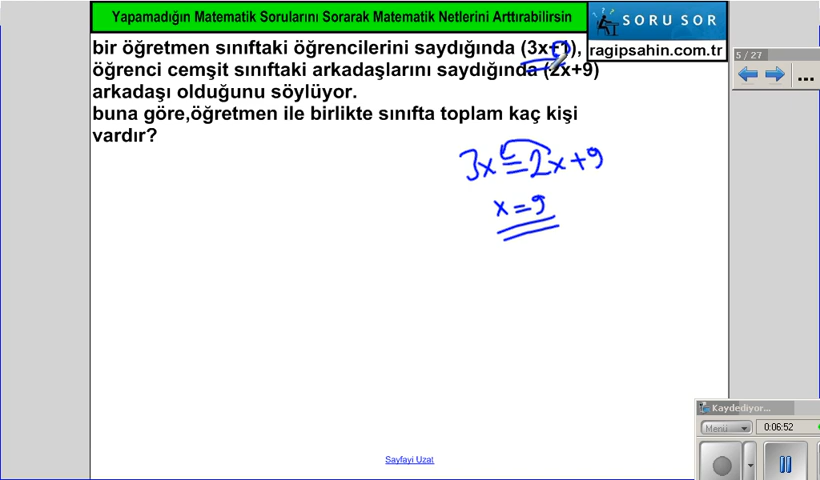 Yapamadığın Matematik Sorularını Sorarak Matematik Netlerini Arttırabilirsin
SORU SOR
ragipsahin.com.tr
bir öğretmen sınıftaki öğrencilerini saydığında (3x+1),
öğrenci cemşit sınıftaki arkadaşlarını saydığında (2x+9)
arkadaşı olduğunu söylüyor.
buna göre,öğretmen ile birlikte sınıfta toplam kaç kişi
vardır?
3x = 2x + 9
x = 9
5 / 27
...
Kaydediyor...
Menü
0:06:52
Sayfayi Uzat